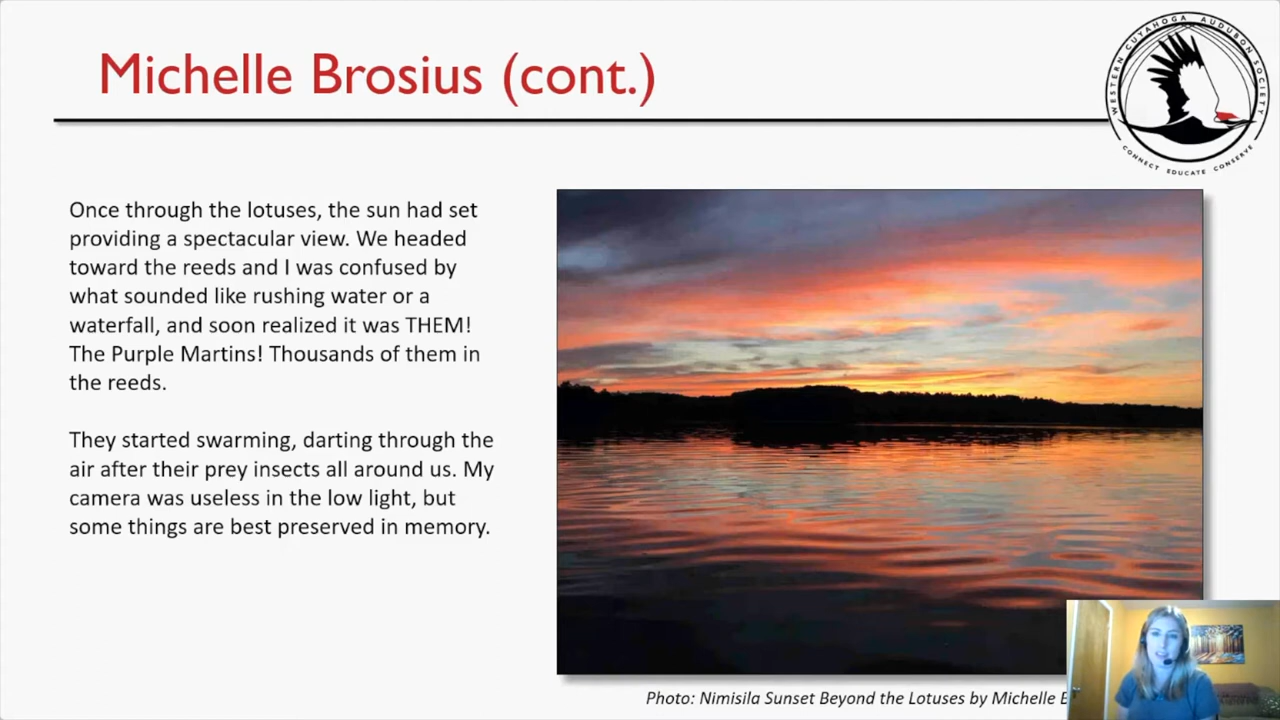 Michelle Brosius (cont.)
WESTERN CUYAHOGA AUDUBON SOCIETY
CONNECT EDUCATE CONSERVE
Once through the lotuses, the sun had set
providing a spectacular view. We headed
toward the reeds and I was confused by
what sounded like rushing water or a
waterfall, and soon realized it was THEM!
The Purple Martins! Thousands of them in
the reeds.
They started swarming, darting through the
air after their prey insects all around us. My
camera was useless in the low light, but
some things are best preserved in memory.
Photo: Nimisila Sunset Beyond the Lotuses by Michelle